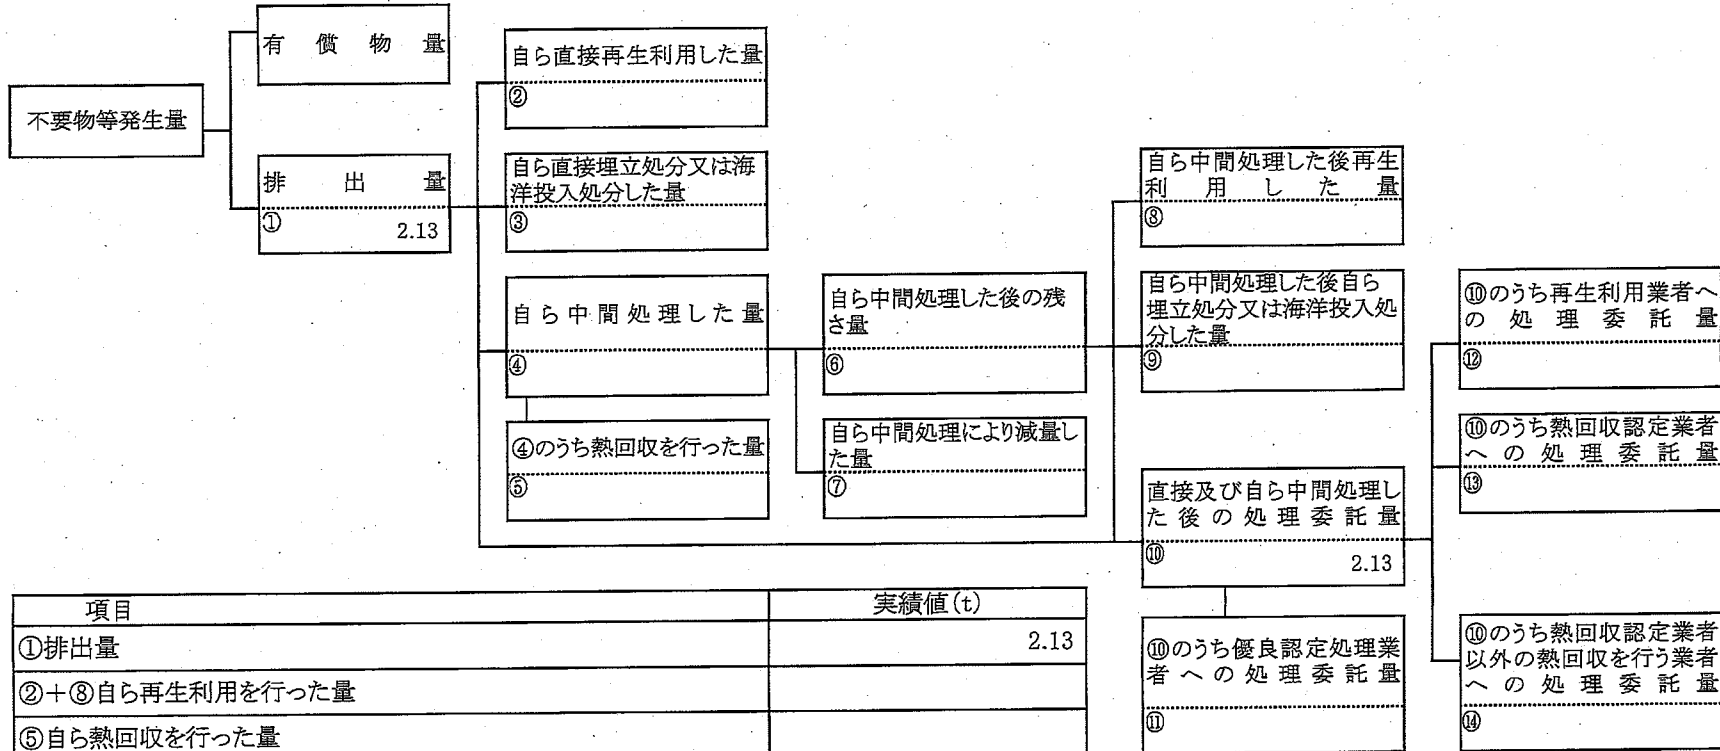 有償物量
不要物等発生量
排出量
①
2.13
自ら直接再生利用した量
②
自ら直接埋立処分又は海
洋投入処分した量
③
自ら中間処理した量
④
④のうち熱回収を行った量
⑤
自ら中間処理した後の残
さ量
⑥
自ら中間処理により減量し
た量
⑦
自ら中間処理した後再生
利用した量
⑧
自ら中間処理した後自ら
埋立処分又は海洋投入処
分した量
⑨
直接及び自ら中間処理し
た後の処理委託量
⑩
2.13
⑩のうち優良認定処理業
者への処理委託量
⑪
⑩のうち再生利用業者へ
の処理委託量
⑫
⑩のうち熱回収認定業者
への処理委託量
⑬
⑩のうち熱回収認定業者
以外の熱回収を行う業者
への処理委託量
⑭
項目 実績値(t)
①排出量 2.13
②+⑧自ら再生利用を行った量
⑤自ら熱回収を行った量